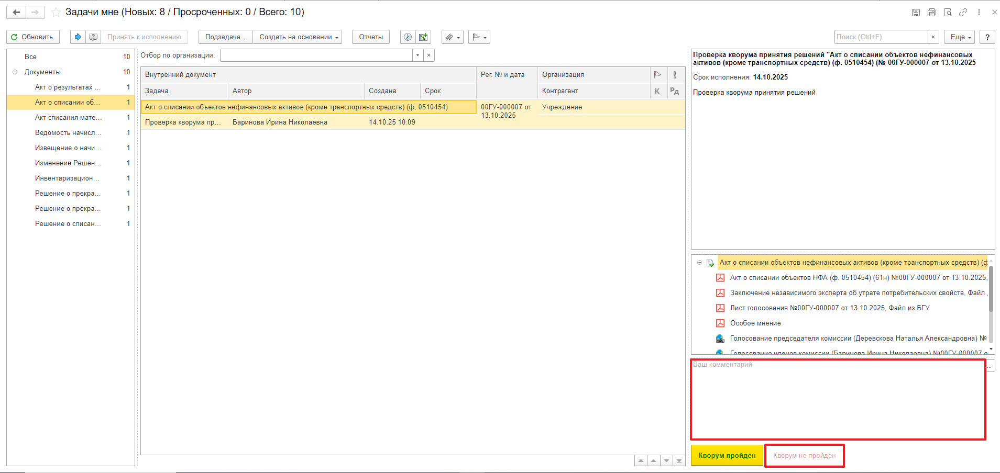 Задачи мне (Новых: 8 / Просроченных: 0 / Всего: 10)
Обновить
Принять к исполнению
Подзадача...
Создать на основании
Отчеты
Поиск (Ctrl+F)
×
Еще
?
Все 10
Документы 10
Акт о результатах ... 1
Акт о списании об... 1
Акт списания мате... 1
Ведомость начисл... 1
Извещение о начи... 1
Изменение Решен... 1
Инвентаризацион... 1
Решение о прекра... 1
Решение о прекра... 1
Решение о списан... 1
Отбор по организации:
×
Внутренний документ Рег. № и дата Организация !
Задача Автор Создана Срок Контрагент К Рд
Акт о списании объектов нефинансовых активов (кроме транспортных средств) (ф. 0510454) 00ГУ-000007 от Учреждение
13.10.2025
Проверка кворума пр... Баринова Ирина Николаевна 14.10.25 10:09
Проверка кворума принятия решений "Акт о списании объектов нефинансовых
активов (кроме транспортных средств) (ф. 0510454) (№ 00ГУ-000007 от 13.10.2025
Срок исполнения: 14.10.2025
Проверка кворума принятия решений
Акт о списании объектов нефинансовых активов (кроме транспортных средств) (ф
Акт о списании объектов НФА (ф. 0510454) (61н) №00ГУ-000007 от 13.10.2025,
Заключение независимого эксперта об утрате потребительских свойств, Файл
Лист голосования №00ГУ-000007 от 13.10.2025, Файл из БГУ
Особое мнение
Голосование председателя комиссии (Деревскова Наталья Александровна) №
Голосование членов комиссии (Баринова Ирина Николаевна) №00ГУ-000007 о
Ваш комментарий
...
Кворум пройден
Кворум не пройден